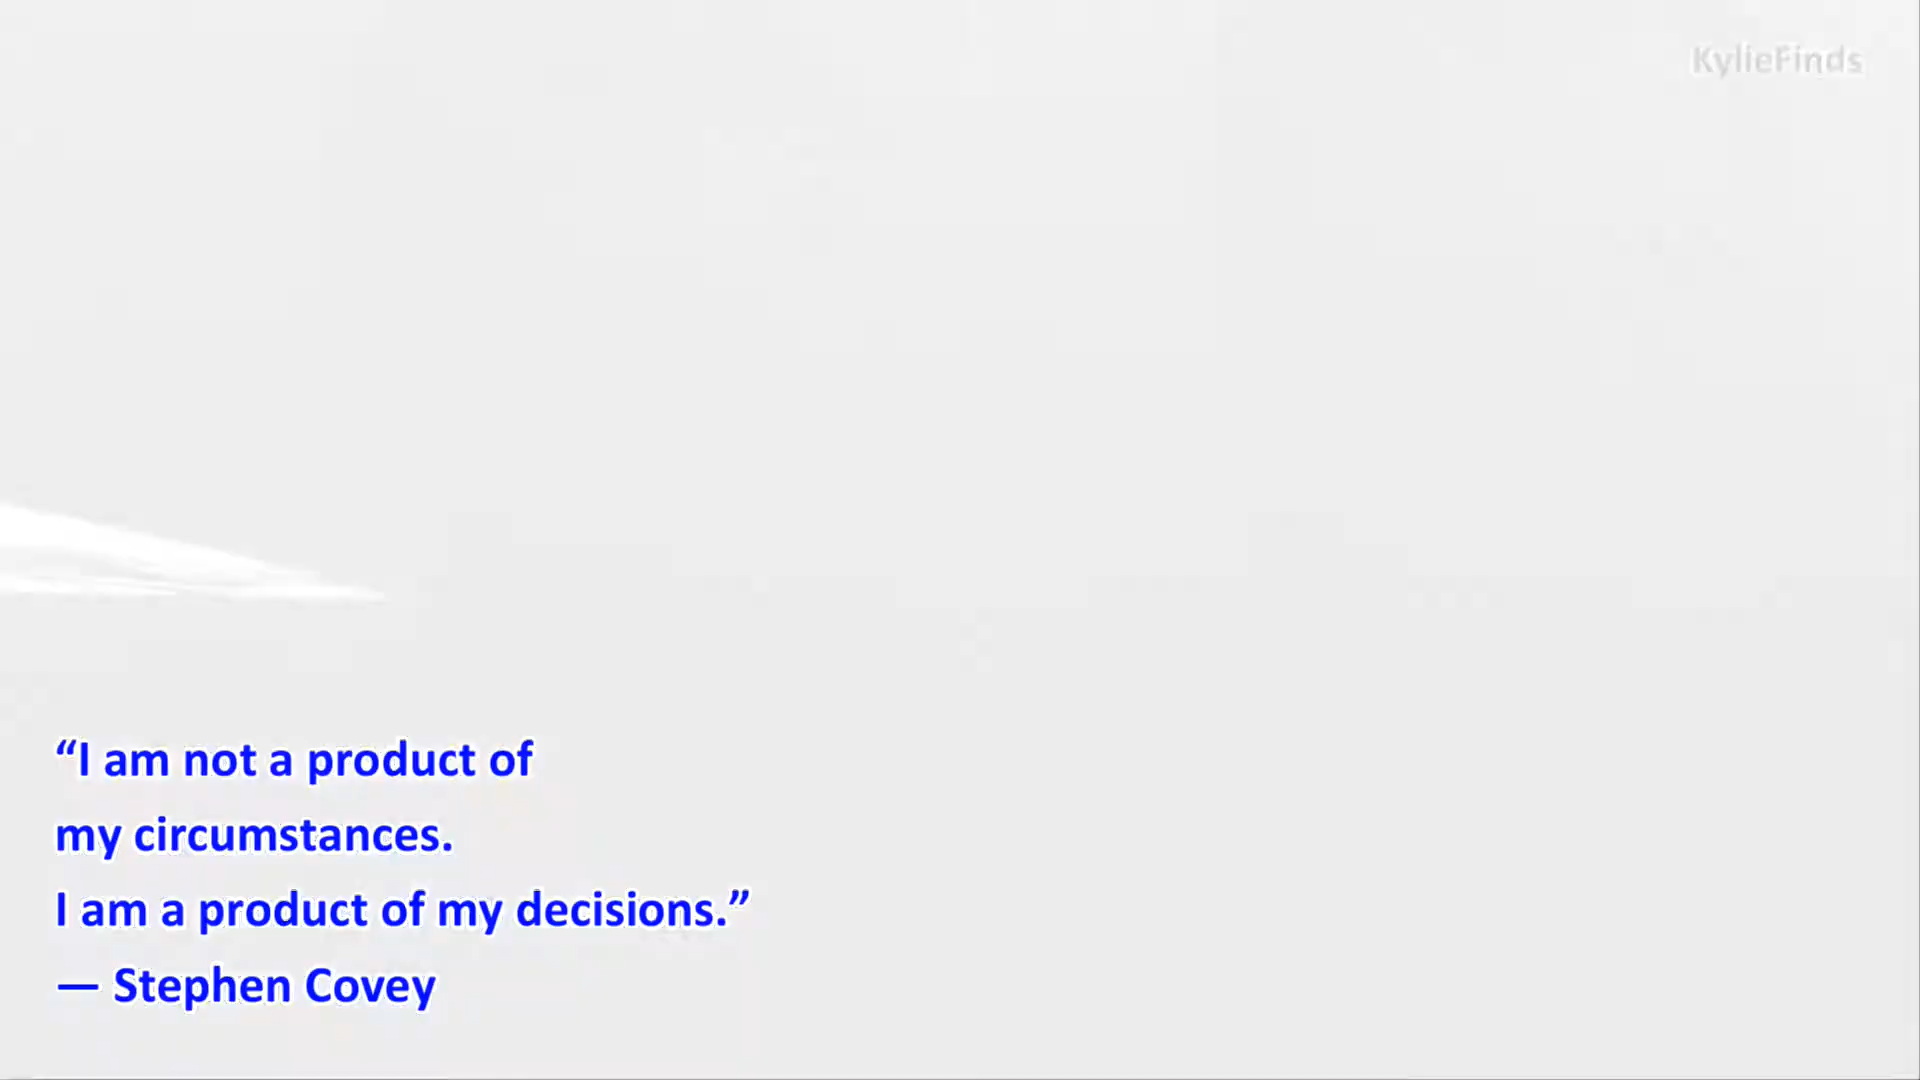 KylieFinds
“I am not a product of
my circumstances.
I am a product of my decisions.”
— Stephen Covey